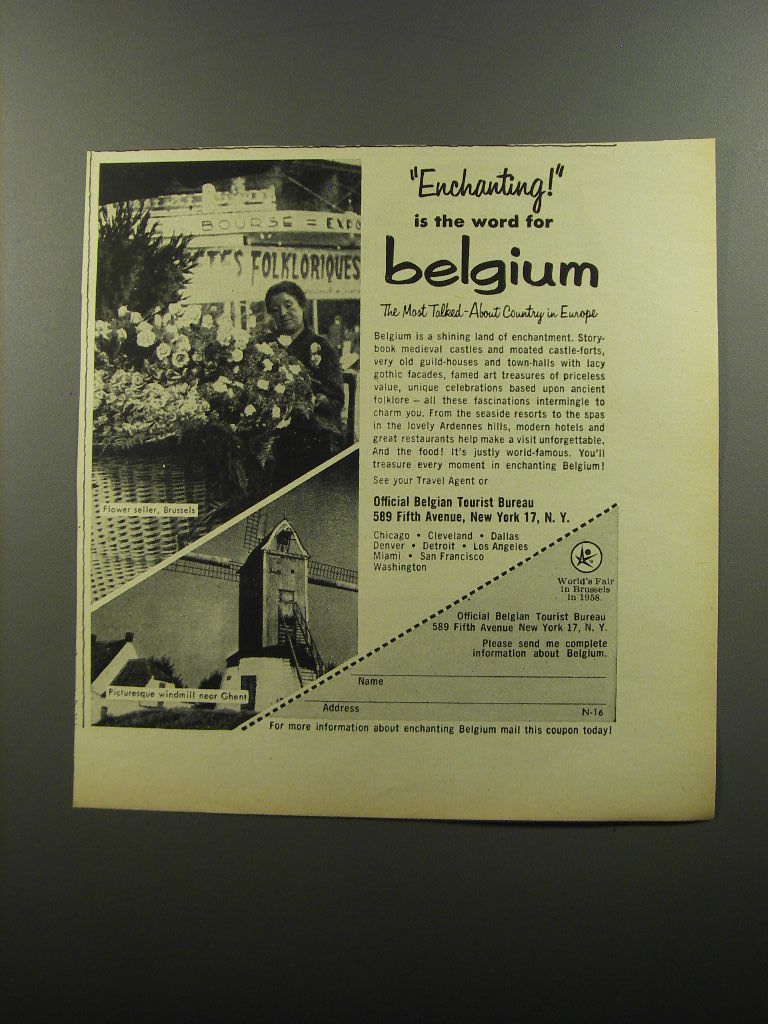 BOURSE = EXPO
TES FOLKLORIQUES
Flower seller, Brussels
Picturesque windmill near Ghent
"Enchanting!"
is the word for
belgium
The Most Talked-About Country in Europe
Belgium is a shining land of enchantment. Story-
book medieval castles and moated castle-forts,
very old guild-houses and town-halls with lacy
gothic facades, famed art treasures of priceless
value, unique celebrations based upon ancient
folklore – all these fascinations intermingle to
charm you. From the seaside resorts to the spas
in the lovely Ardennes hills, modern hotels and
great restaurants help make a visit unforgettable.
And the food! It's justly world-famous. You'll
treasure every moment in enchanting Belgium!
See your Travel Agent or
Official Belgian Tourist Bureau
589 Fifth Avenue, New York 17, N. Y.
Chicago • Cleveland • Dallas
Denver • Detroit • Los Angeles
Miami • San Francisco
Washington
World's Fair
in Brussels
in 1958.
Official Belgian Tourist Bureau
589 Fifth Avenue New York 17, N. Y.
Please send me complete
information about Belgium.
Name
Address
N-16
For more information about enchanting Belgium mail this coupon today!